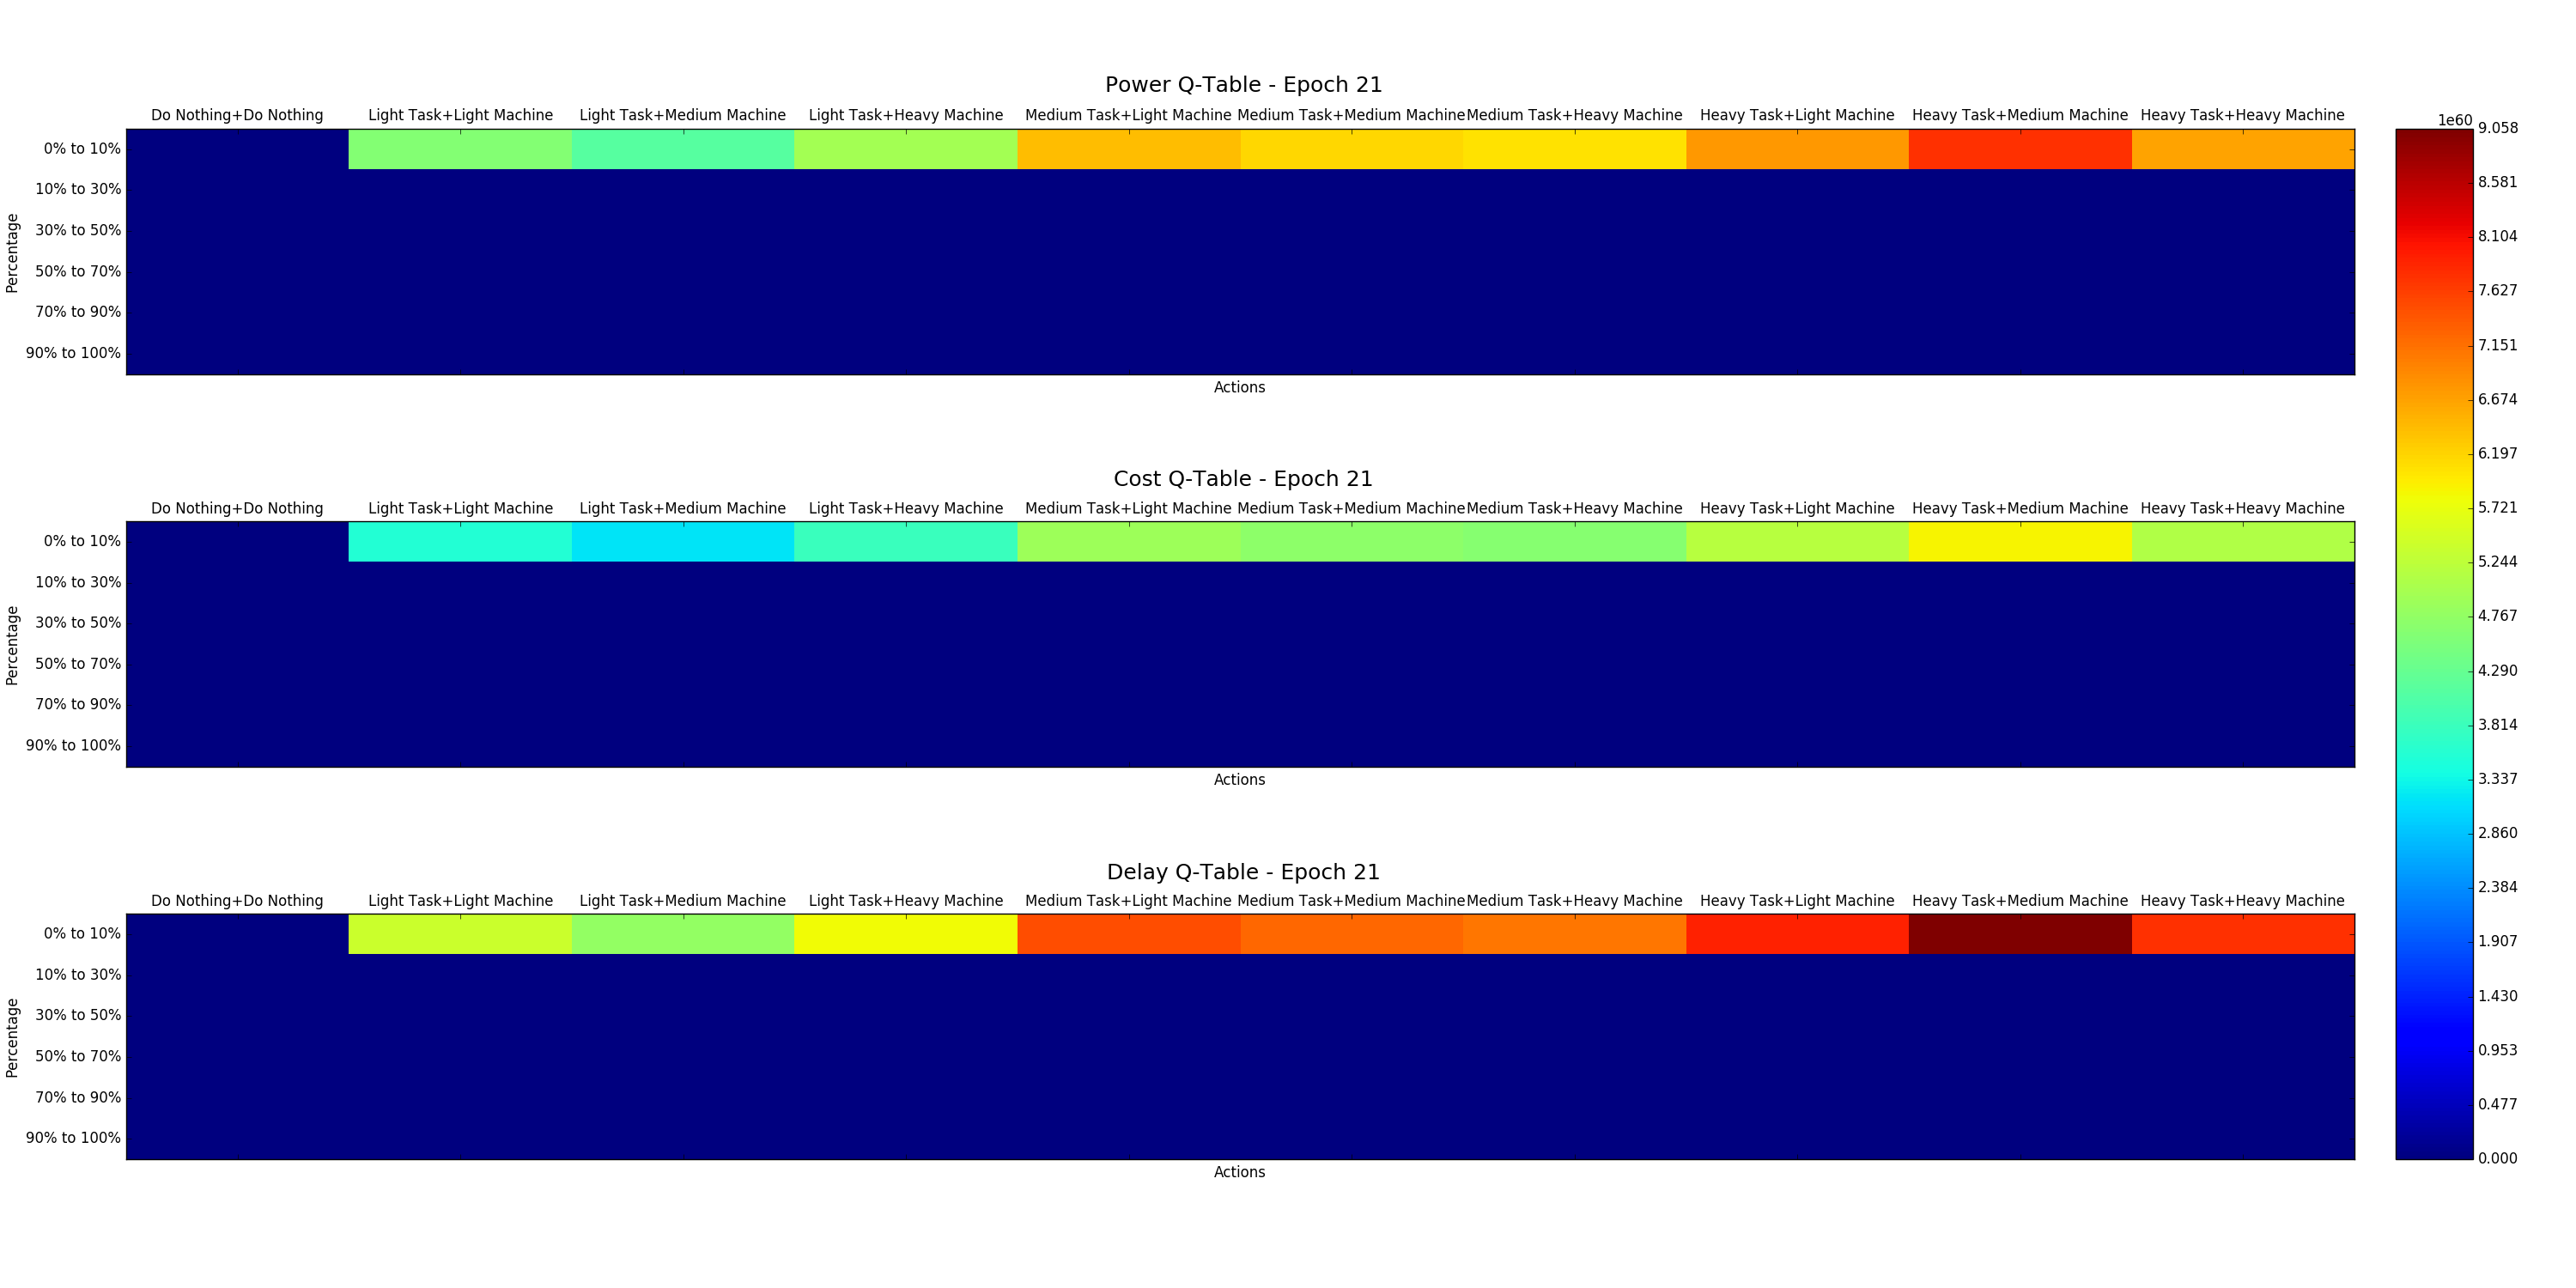 Power Q-Table - Epoch 21
Do Nothing+Do Nothing Light Task+Light Machine Light Task+Medium Machine Light Task+Heavy Machine Medium Task+Light Machine Medium Task+Medium Machine Medium Task+Heavy Machine Heavy Task+Light Machine Heavy Task+Medium Machine Heavy Task+Heavy Machine
Percentage
0% to 10%
10% to 30%
30% to 50%
50% to 70%
70% to 90%
90% to 100%
Actions
Cost Q-Table - Epoch 21
Do Nothing+Do Nothing Light Task+Light Machine Light Task+Medium Machine Light Task+Heavy Machine Medium Task+Light Machine Medium Task+Medium Machine Medium Task+Heavy Machine Heavy Task+Light Machine Heavy Task+Medium Machine Heavy Task+Heavy Machine
Percentage
0% to 10%
10% to 30%
30% to 50%
50% to 70%
70% to 90%
90% to 100%
Actions
Delay Q-Table - Epoch 21
Do Nothing+Do Nothing Light Task+Light Machine Light Task+Medium Machine Light Task+Heavy Machine Medium Task+Light Machine Medium Task+Medium Machine Medium Task+Heavy Machine Heavy Task+Light Machine Heavy Task+Medium Machine Heavy Task+Heavy Machine
Percentage
0% to 10%
10% to 30%
30% to 50%
50% to 70%
70% to 90%
90% to 100%
Actions
1e60
9.058
8.581
8.104
7.627
7.151
6.674
6.197
5.721
5.244
4.767
4.290
3.814
3.337
2.860
2.384
1.907
1.430
0.953
0.477
0.000